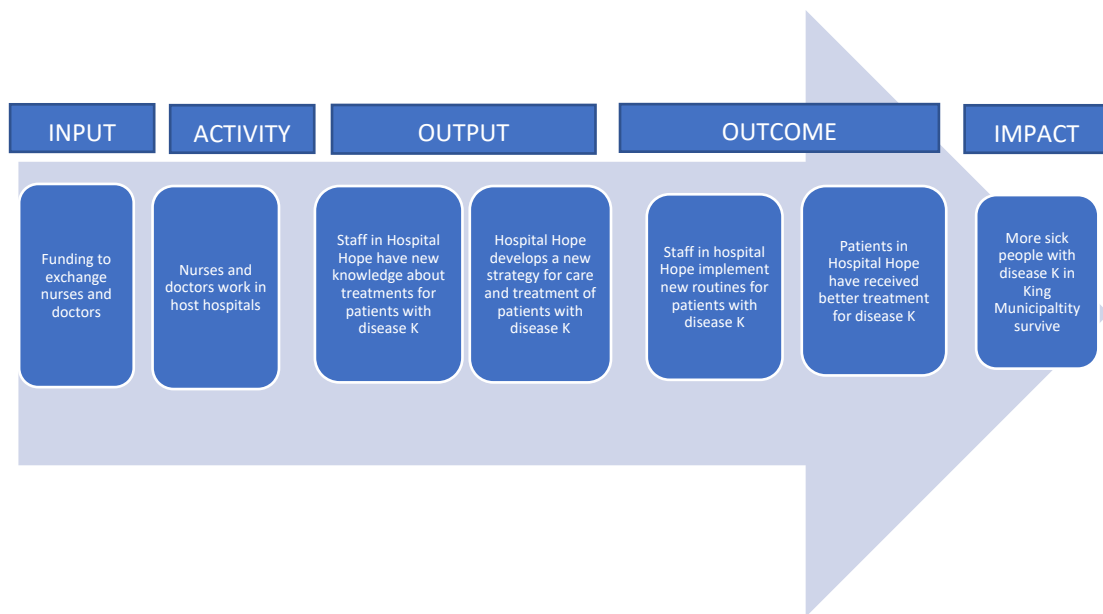 INPUT
ACTIVITY
OUTPUT
OUTCOME
IMPACT
Funding to
exchange
nurses and
doctors
Nurses and
doctors work in
host hospitals
Staff in Hospital
Hope have new
knowledge about
treatments for
patients with
disease K
Hospital Hope
develops a new
strategy for care
and treatment of
patients with
disease K
Staff in hospital
Hope implement
new routines for
patients with
disease K
Patients in
Hospital Hope
have received
better treatment
for disease K
More sick
people with
disease K in
King
Municipaltity
survive